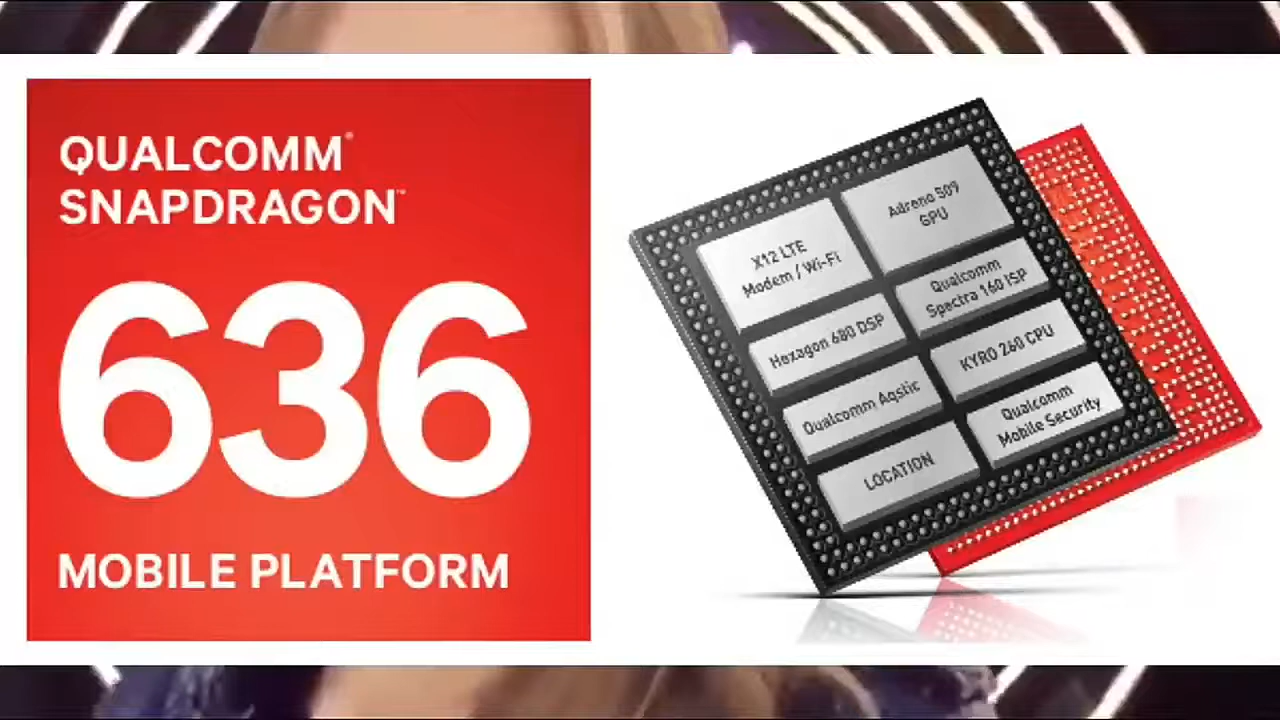 QUALCOMM®
SNAPDRAGON™
636
MOBILE PLATFORM
X12 LTE
Modem / Wi-Fi
Adreno 509
GPU
Hexagon 680 DSP
Qualcomm
Spectra 160 ISP
Qualcomm Aqstic
KYRO 260 CPU
LOCATION
Qualcomm
Mobile Security